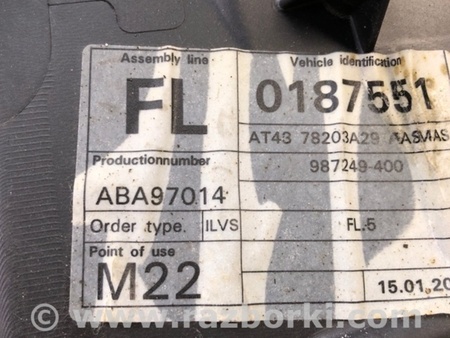 Assembly line
Vehicle identification
FL
0187551
AT43 78203A29 AASMAS
Productionnumber
987249-400
ABA97014
Order type. ILVS
FL.5
Point of use
M22
15.01.20
© www.razborki.com